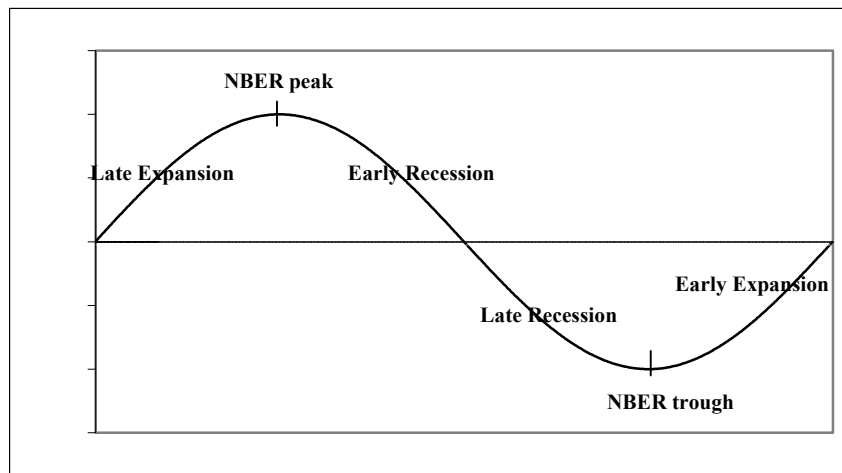 NBER peak
Late Expansion
Early Recession
Early Expansion
Late Recession
NBER trough